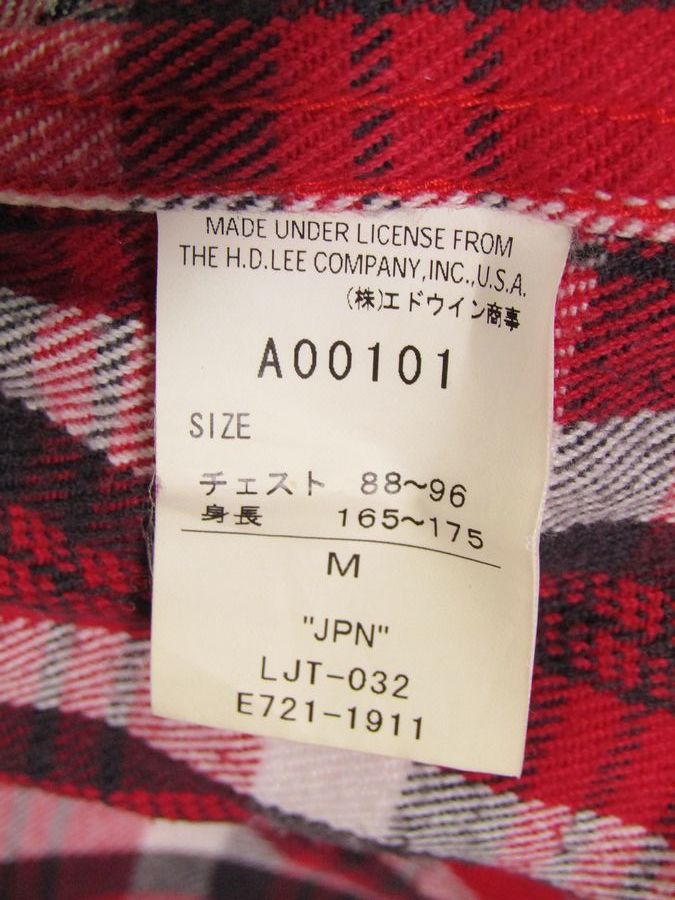 MADE UNDER LICENSE FROM
THE H.D.LEE COMPANY,INC.,U.S.A.
(株)エドウイン商事
A00101
SIZE
チェスト 88~96
身長 165~175
M
"JPN"
LJT-032
E721-1911